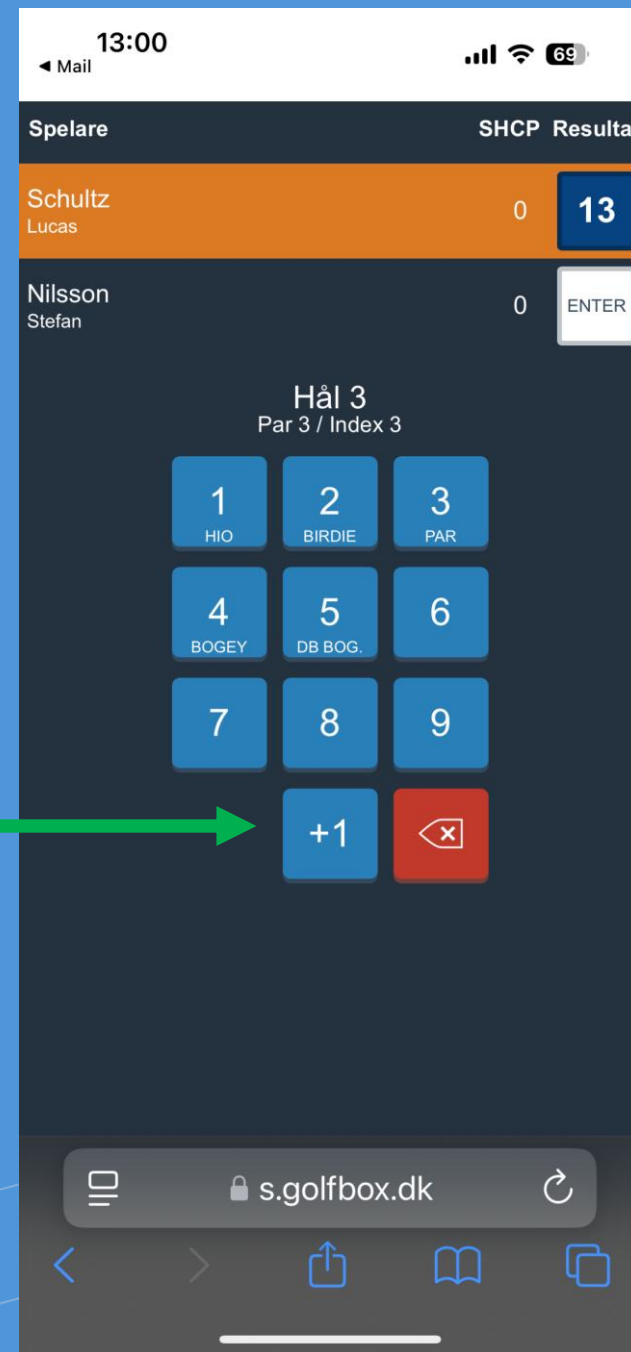 13:00
◀ Mail
69
Spelare SHCP Resulta
Schultz
Lucas
0 13
Nilsson
Stefan
0 ENTER
Hål 3
Par 3 / Index 3
1 2 3
HIO BIRDIE PAR
4 5 6
BOGEY DB BOG.
7 8 9
+1
s.golfbox.dk